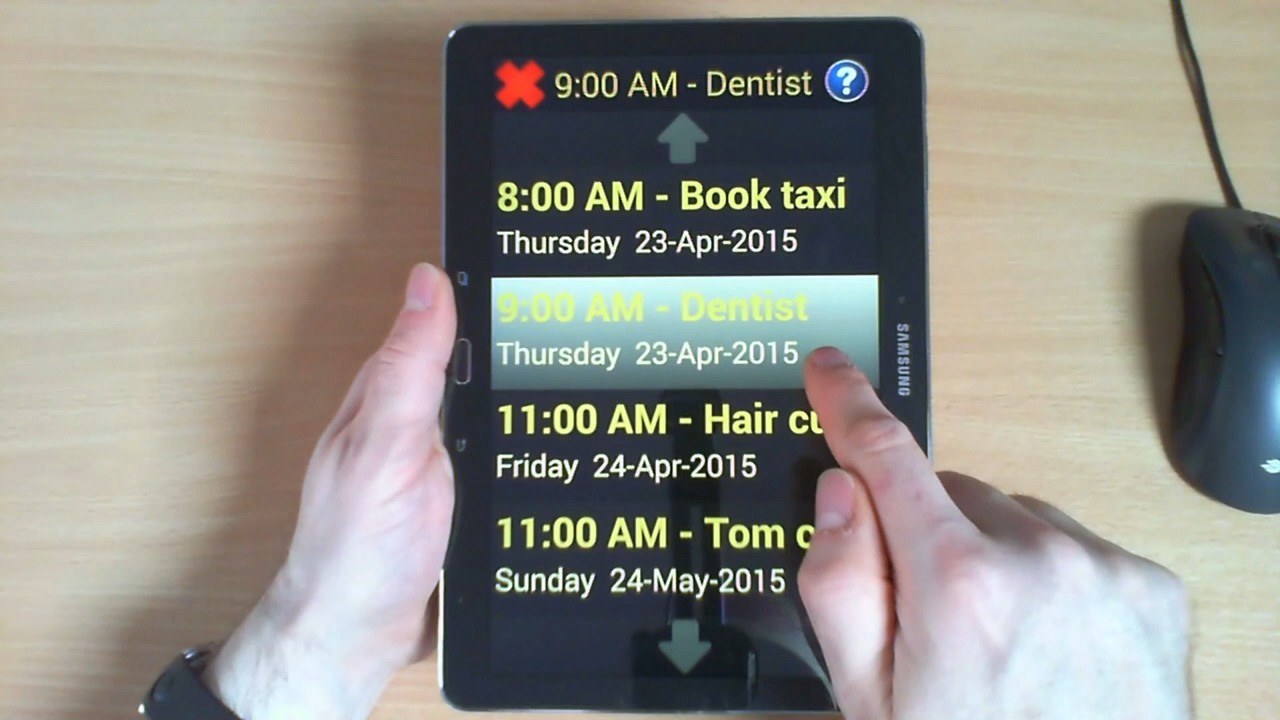 9:00 AM - Dentist
8:00 AM - Book taxi
Thursday 23-Apr-2015
9:00 AM - Dentist
Thursday 23-Apr-2015
11:00 AM - Hair
Friday 24-Apr-2015
11:00 AM - Tom
Sunday 24-May-2015
SAMSUNG